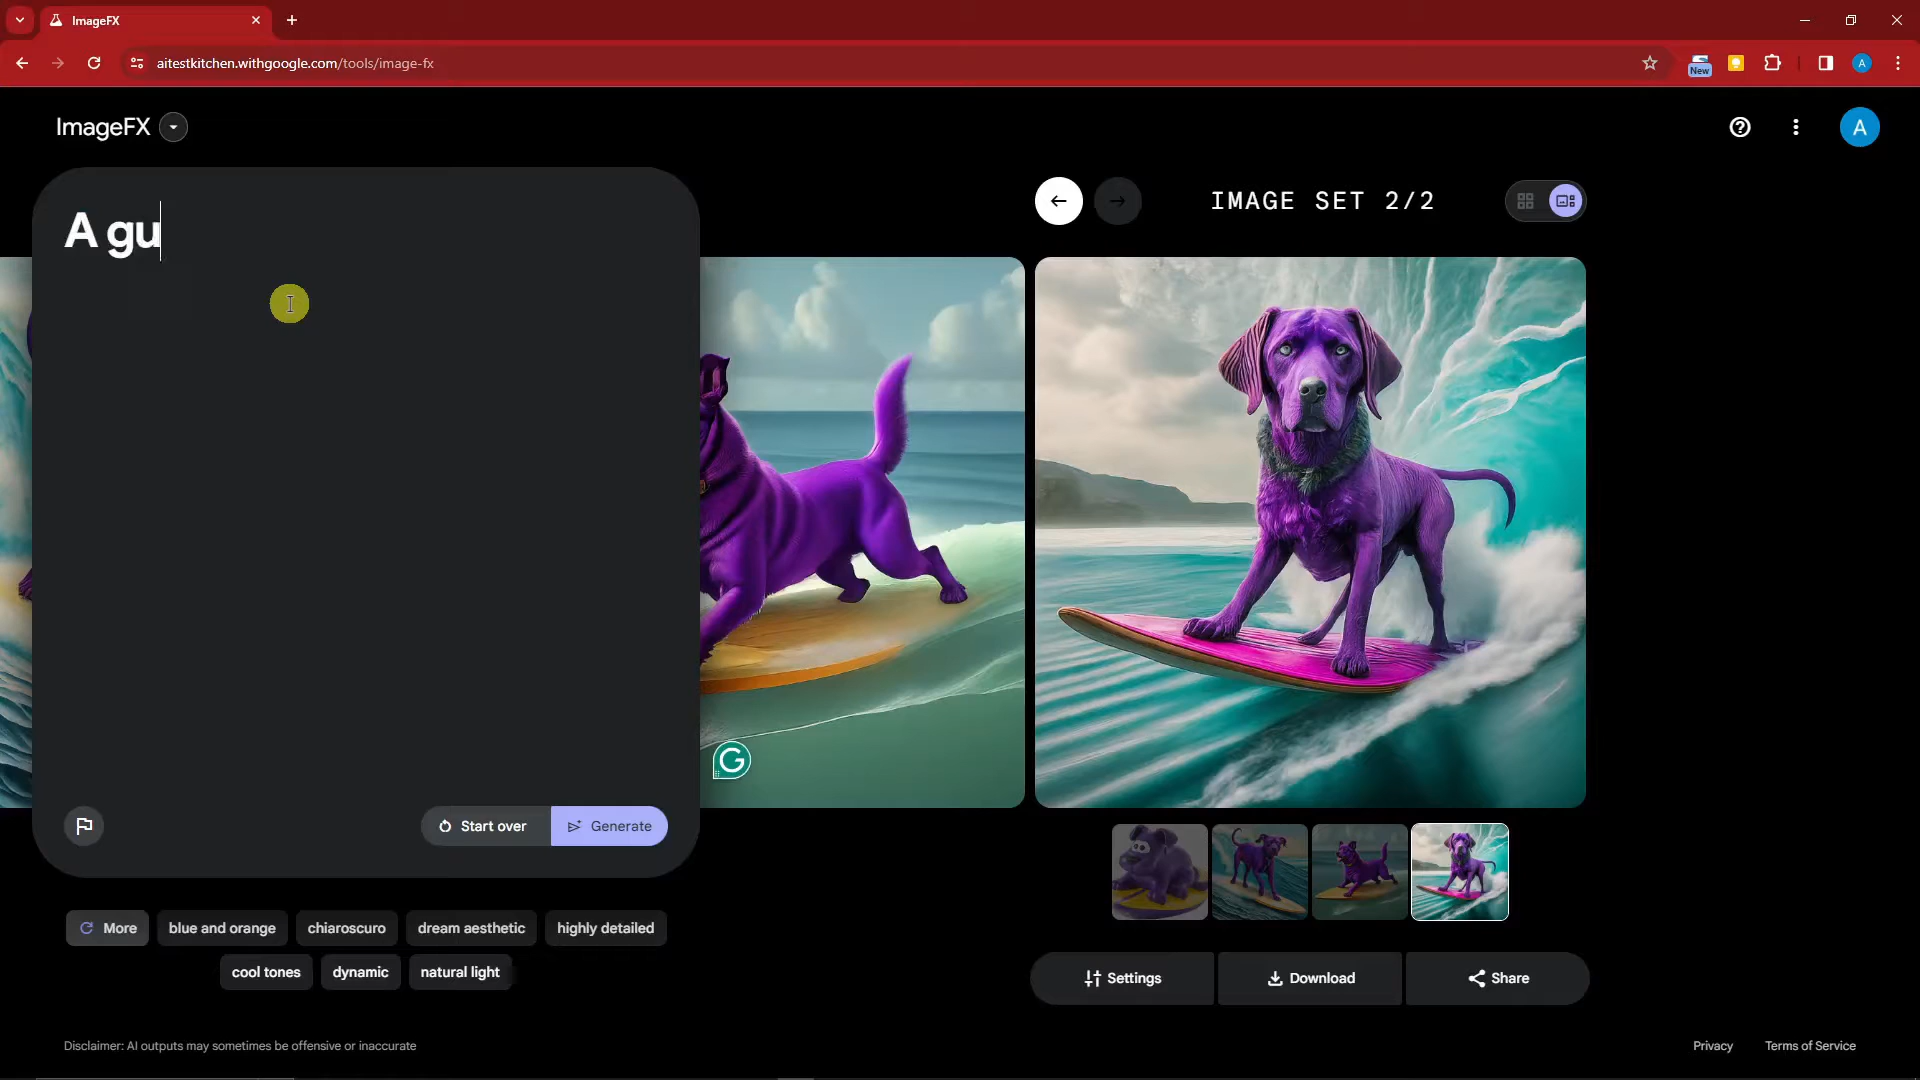 ImageFX
aitestkitchen.withgoogle.com/tools/image-fx
New
A
ImageFX
A
IMAGE SET 2/2
A gu
G
Start over
Generate
More
blue and orange
chiaroscuro
dream aesthetic
highly detailed
cool tones
dynamic
natural light
Settings
Download
Share
Disclaimer: AI outputs may sometimes be offensive or inaccurate
Privacy
Terms of Service